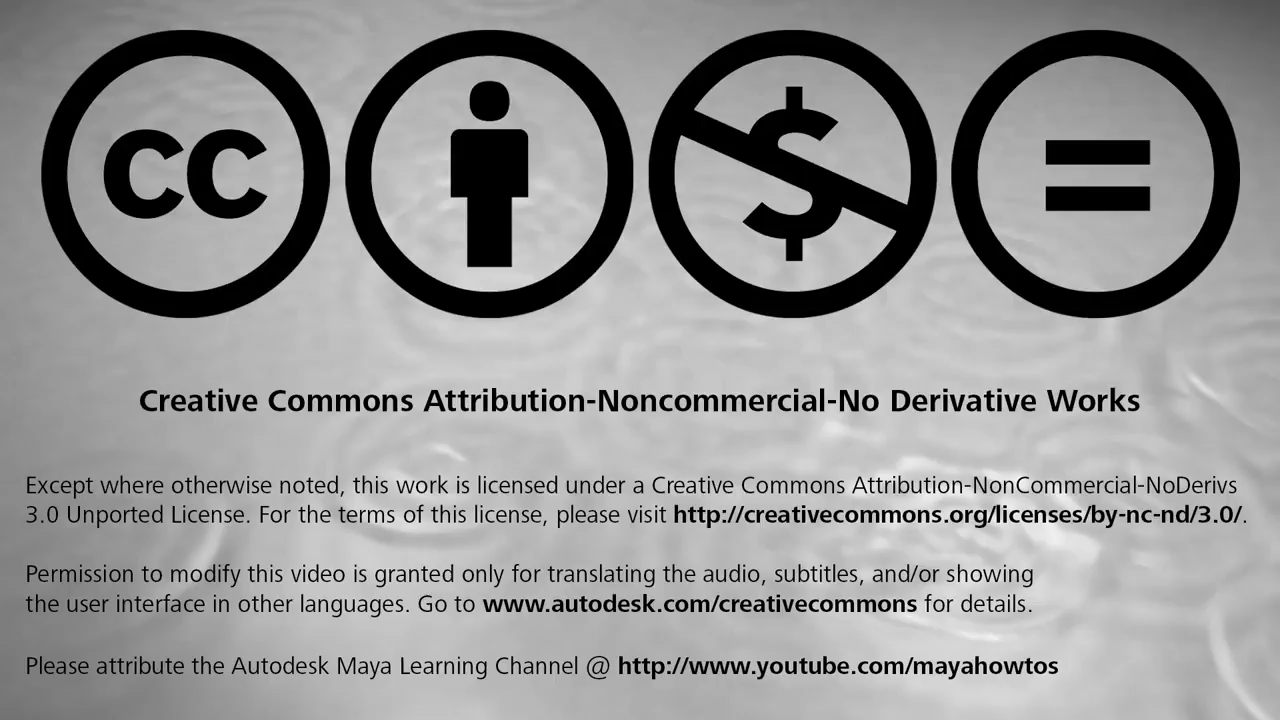 cc $ =
Creative Commons Attribution-Noncommercial-No Derivative Works
Except where otherwise noted, this work is licensed under a Creative Commons Attribution-NonCommercial-NoDerivs
3.0 Unported License. For the terms of this license, please visit http://creativecommons.org/licenses/by-nc-nd/3.0/.
Permission to modify this video is granted only for translating the audio, subtitles, and/or showing
the user interface in other languages. Go to www.autodesk.com/creativecommons for details.
Please attribute the Autodesk Maya Learning Channel @ http://www.youtube.com/mayahowtos